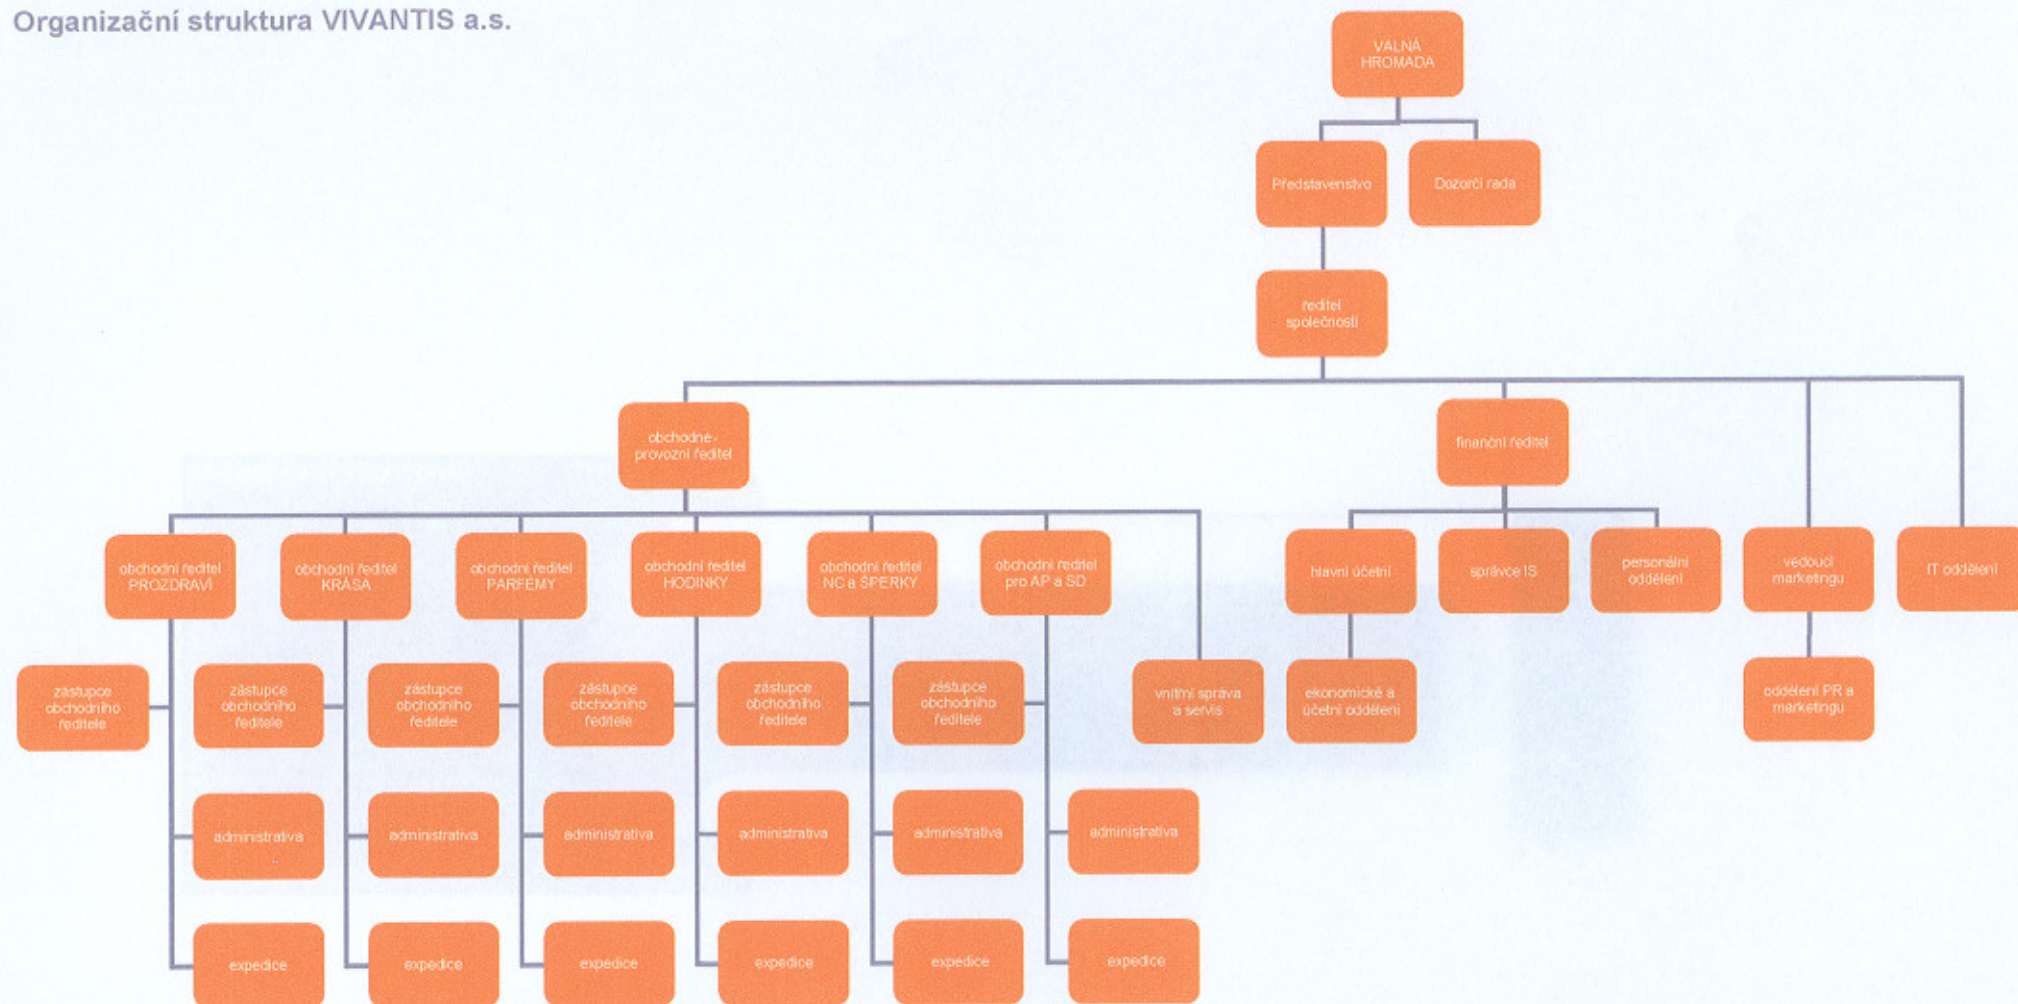 Organizační struktura VIVANTIS a.s.
VALNÁ
HROMADA
Představenstvo
Dozorčí rada
ředitel
společnosti
obchodně-
provozní ředitel
finanční ředitel
obchodní ředitel
PROZDRAVÍ
obchodní ředitel
KRÁSA
obchodní ředitel
PARFÉMY
obchodní ředitel
HODINKY
obchodní ředitel
NC a ŠPERKY
obchodní ředitel
pro AP a SD
hlavní účetní
správce IS
personální
oddělení
vedoucí
marketingu
IT oddělení
zástupce
obchodního
ředitele
zástupce
obchodního
ředitele
zástupce
obchodního
ředitele
zástupce
obchodního
ředitele
zástupce
obchodního
ředitele
zástupce
obchodního
ředitele
vnitřní správa
a servis
ekonomické a
účetní oddělení
oddělení PR a
marketingu
administrativa
administrativa
administrativa
administrativa
administrativa
administrativa
expedice
expedice
expedice
expedice
expedice
expedice